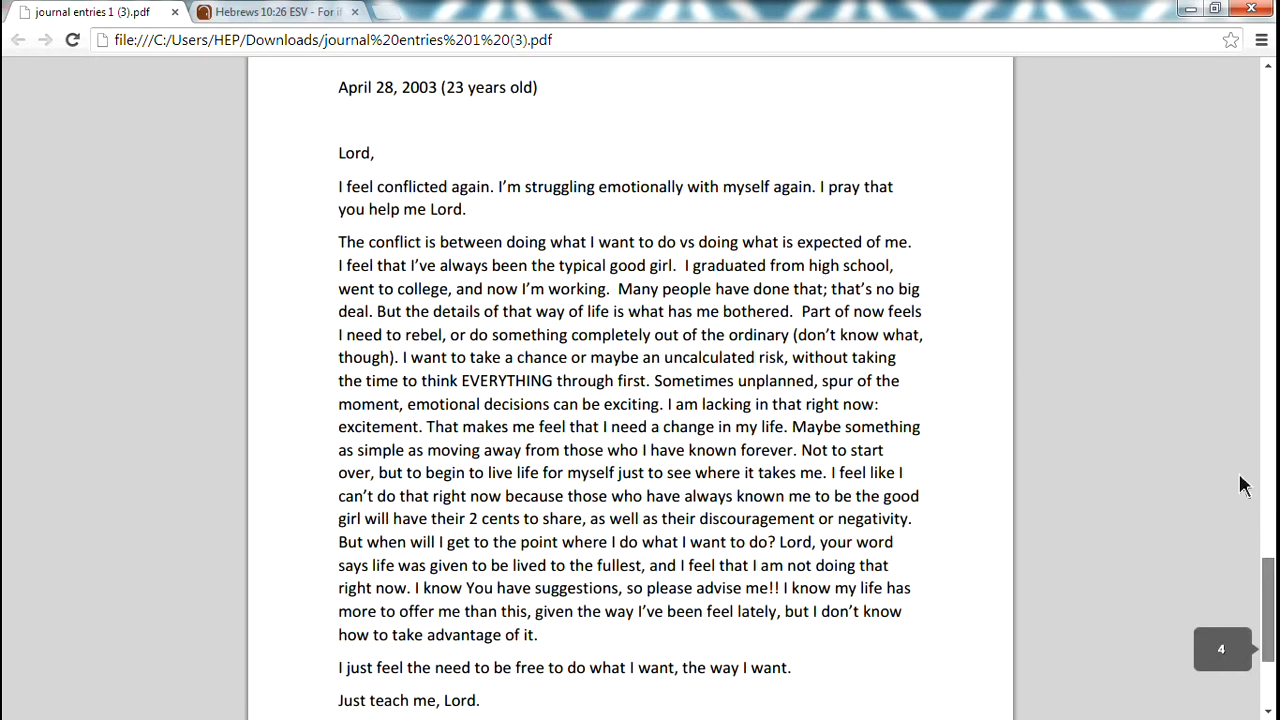 journal entries 1 (3).pdf
Hebrews 10:26 ESV - For if
file:///C:/Users/HEP/Downloads/journal%20entries%201%20(3).pdf
April 28, 2003 (23 years old)
Lord,
I feel conflicted again. I'm struggling emotionally with myself again. I pray that
you help me Lord.
The conflict is between doing what I want to do vs doing what is expected of me.
I feel that I've always been the typical good girl.  I graduated from high school,
went to college, and now I'm working.  Many people have done that; that's no big
deal. But the details of that way of life is what has me bothered.  Part of now feels
I need to rebel, or do something completely out of the ordinary (don't know what,
though). I want to take a chance or maybe an uncalculated risk, without taking
the time to think EVERYTHING through first. Sometimes unplanned, spur of the
moment, emotional decisions can be exciting. I am lacking in that right now:
excitement. That makes me feel that I need a change in my life. Maybe something
as simple as moving away from those who I have known forever. Not to start
over, but to begin to live life for myself just to see where it takes me. I feel like I
can't do that right now because those who have always known me to be the good
girl will have their 2 cents to share, as well as their discouragement or negativity.
But when will I get to the point where I do what I want to do? Lord, your word
says life was given to be lived to the fullest, and I feel that I am not doing that
right now. I know You have suggestions, so please advise me!! I know my life has
more to offer me than this, given the way I've been feel lately, but I don't know
how to take advantage of it.
I just feel the need to be free to do what I want, the way I want.
Just teach me, Lord.
4